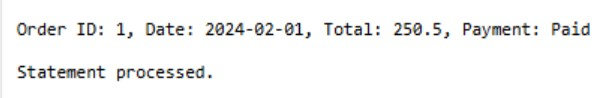 Order ID: 1, Date: 2024-02-01, Total: 250.5, Payment: Paid
Statement processed.